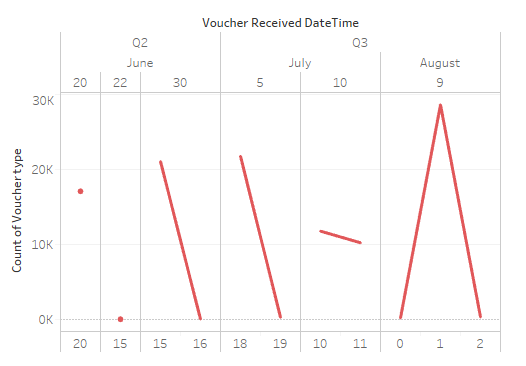 Voucher Received DateTime
Q2 Q3
June July August
20 22 30 5 10 9
30K
20K
10K
0K
Count of Voucher type
20 15 15 16 18 19 10 11 0 1 2